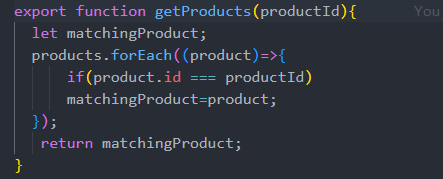 export function getProducts(productId){ You
let matchingProduct;
products.forEach((product)=>{
if(product.id === productId)
matchingProduct=product;
});
return matchingProduct;
}